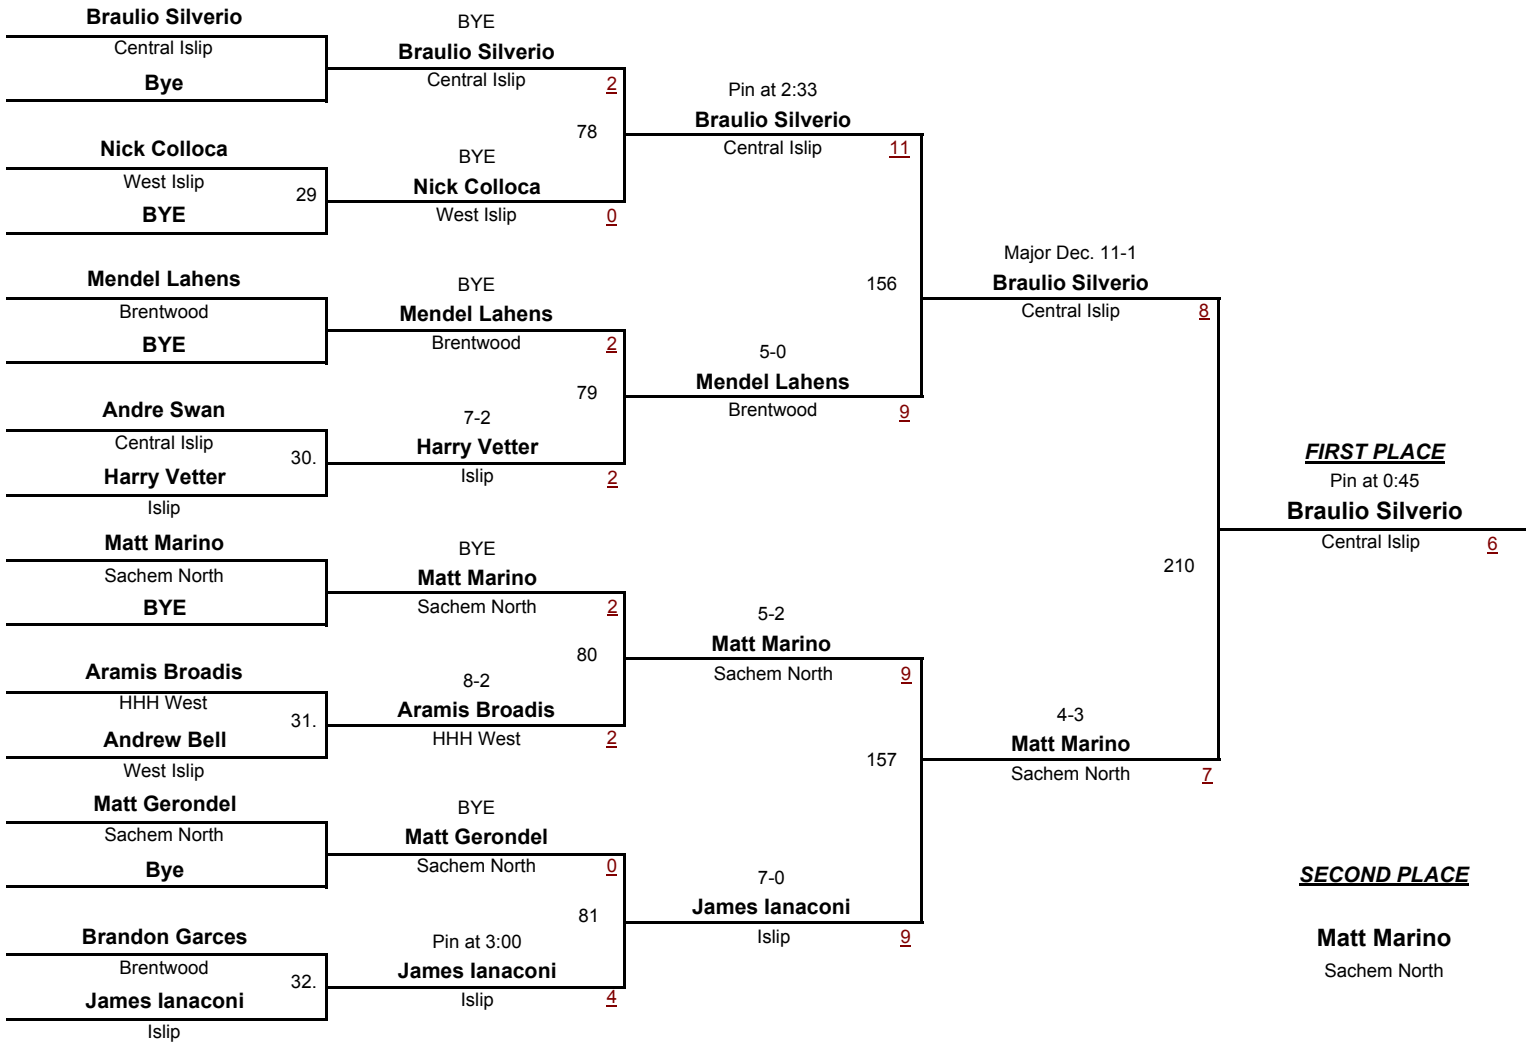 Braulio Silverio
Central Islip
Bye
Nick Colloca
West Islip
29
BYE
Mendel Lahens
Brentwood
BYE
Andre Swan
Central Islip
30.
Harry Vetter
Islip
Matt Marino
Sachem North
BYE
Aramis Broadis
HHH West
31.
Andrew Bell
West Islip
Matt Gerondel
Sachem North
Bye
Brandon Garces
Brentwood
32.
James Ianaconi
Islip
BYE
Braulio Silverio
Central Islip 2
78
BYE
Nick Colloca
West Islip 0
BYE
Mendel Lahens
Brentwood 2
79
7-2
Harry Vetter
Islip 2
BYE
Matt Marino
Sachem North 2
80
8-2
Aramis Broadis
HHH West 2
BYE
Matt Gerondel
Sachem North 0
81
Pin at 3:00
James Ianaconi
Islip 4
Pin at 2:33
Braulio Silverio
Central Islip 11
156
5-0
Mendel Lahens
Brentwood 9
5-2
Matt Marino
Sachem North 9
157
7-0
James Ianaconi
Islip 9
Major Dec. 11-1
Braulio Silverio
Central Islip 8
210
4-3
Matt Marino
Sachem North 7
FIRST PLACE
Pin at 0:45
Braulio Silverio
Central Islip 6
SECOND PLACE
Matt Marino
Sachem North